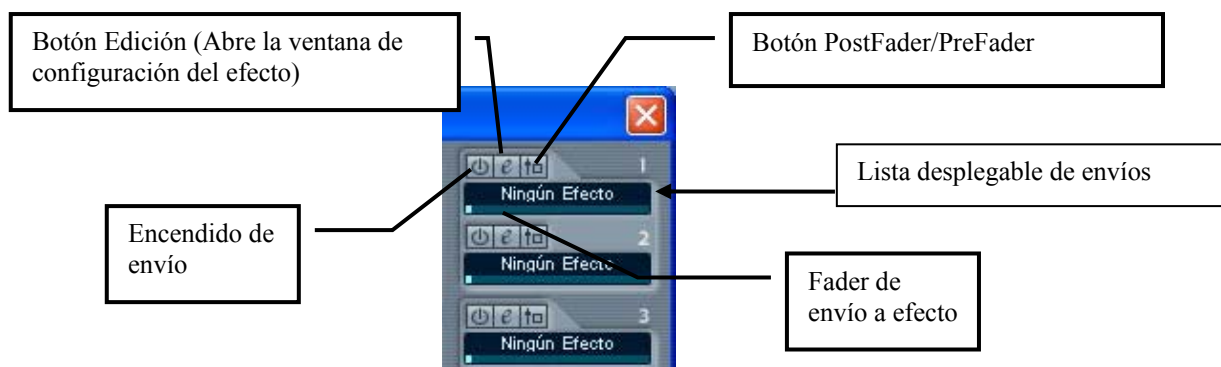 Botón Edición (Abre la ventana de
configuración del efecto)
Botón PostFader/PreFader
1
Ningún Efecto
Lista desplegable de envíos
Encendido de
envío
2
Ningún Efecto
Fader de
envío a efecto
3
Ningún Efecto